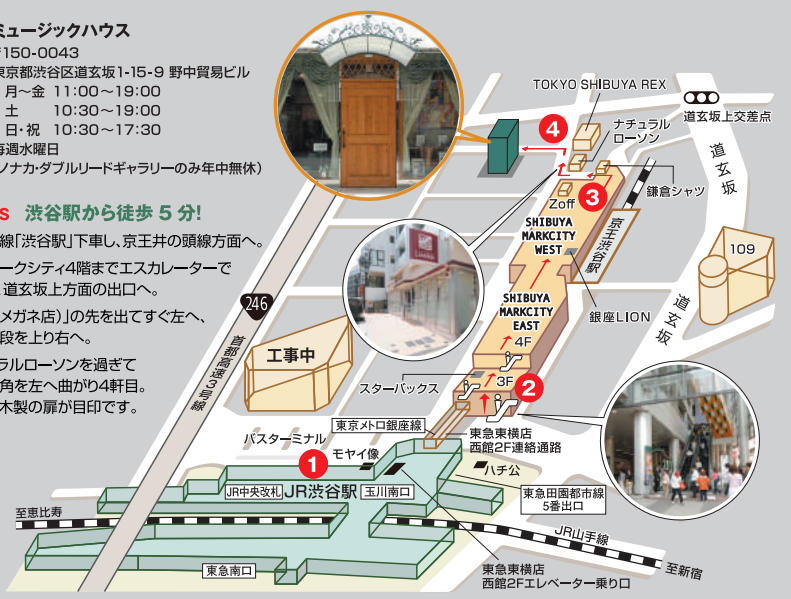 ミュージックハウス
〒150-0043
東京都渋谷区道玄坂1-15-9 野中貿易ビル
月〜金 11:00〜19:00
土 10:30〜19:00
日・祝 10:30〜17:30
毎週水曜日
ノナカ・ダブルリードギャラリーのみ年中無休）
s 渋谷駅から徒歩 5 分!
線「渋谷駅」下車し、京王井の頭線方面へ。
ークシティ4階までエスカレーターで
、道玄坂上方面の出口へ。
メガネ店)」の先を出てすぐ左へ、
段を上り右へ。
ラルローソンを過ぎて
角を左へ曲がり4軒目。
木製の扉が目印です。
TOKYO SHIBUYA REX
ナチュラル
ローソン
道玄坂上交差点
4
道玄坂
鎌倉シャツ
Zoff
3
SHIBUYA
MARKCITY
WEST
京王渋谷駅
109
銀座LION
道玄坂
SHIBUYA
MARKCITY
EAST
4F
246
首都高速3号線
工事中
スターバックス
3F
2
東京メトロ銀座線
東急東横店
西館2F連絡通路
バスターミナル
1
モヤイ像
ハチ公
JR中央改札
JR渋谷駅
玉川南口
東急田園都市線
5番出口
至恵比寿
JR山手線
至新宿
東急南口
東急東横店
西館2Fエレベーター乗り口